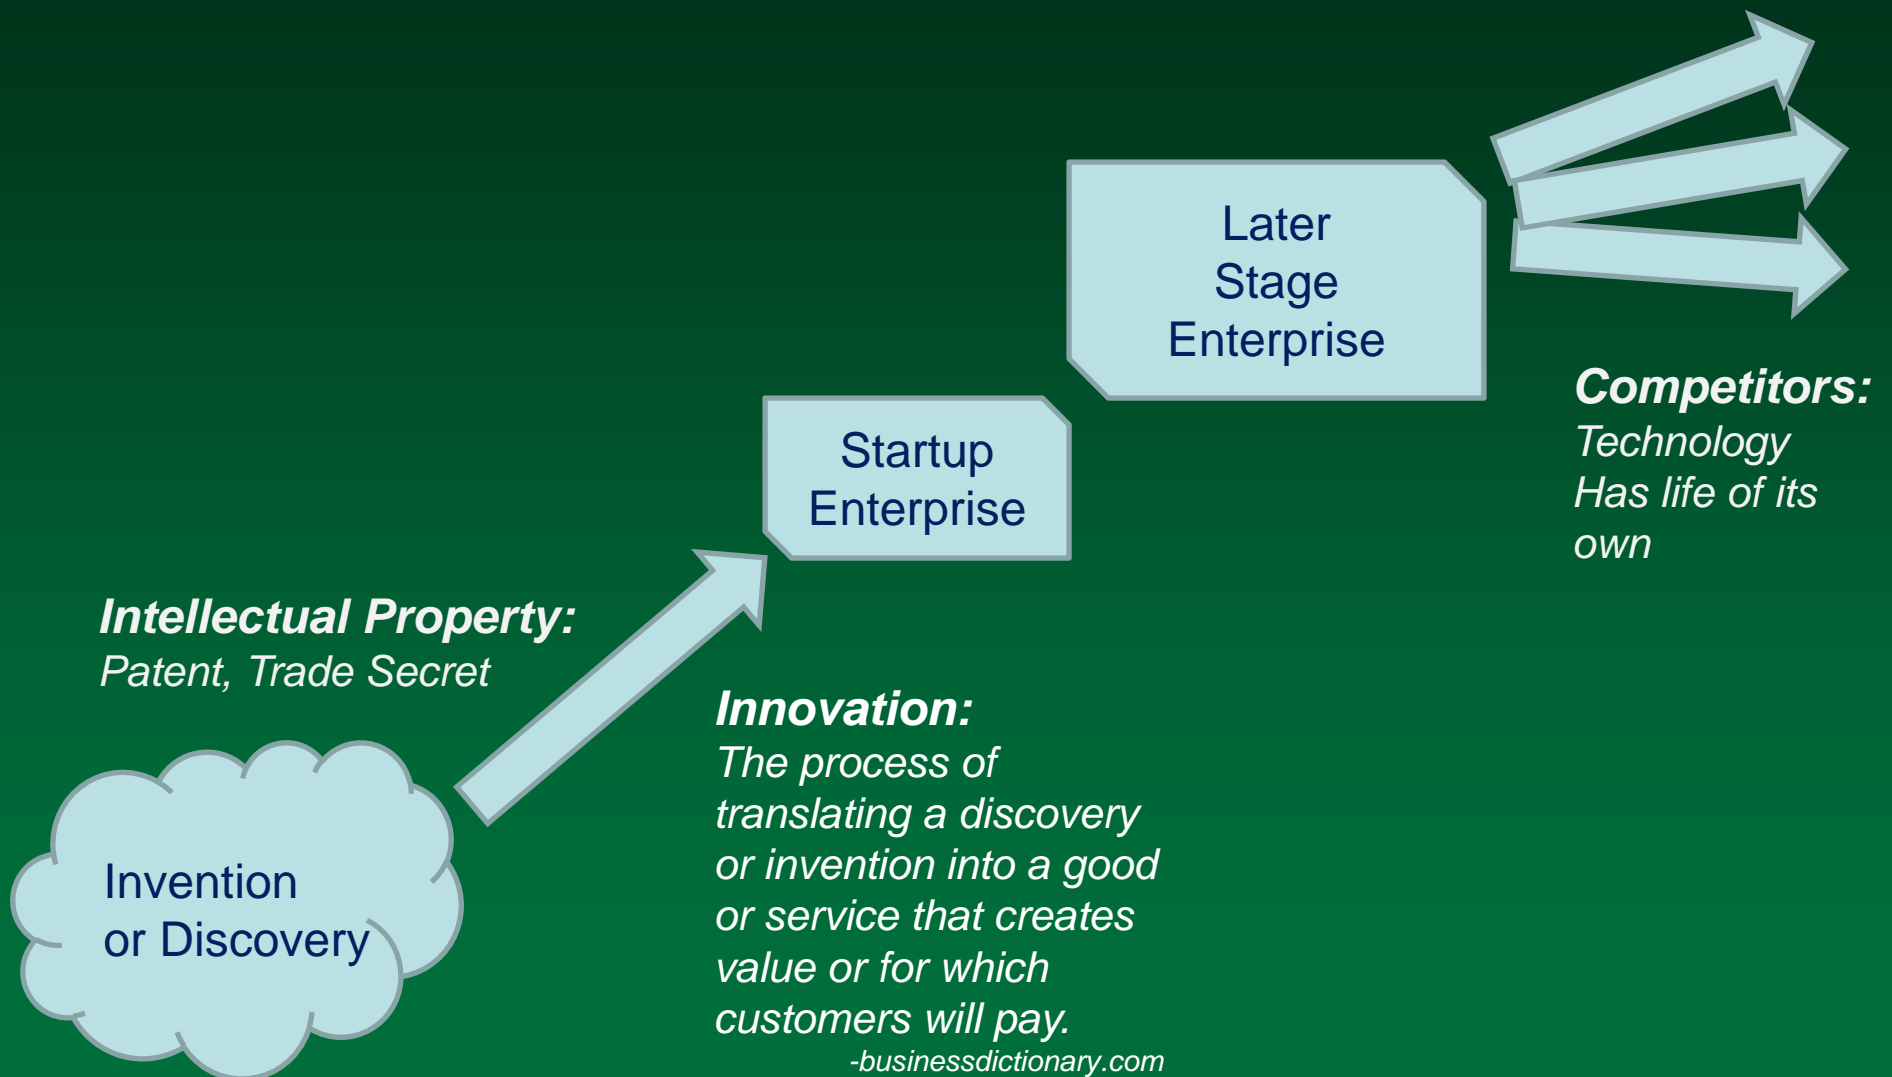 Later
Stage
Enterprise
Competitors:
Technology
Has life of its
own
Startup
Enterprise
Intellectual Property:
Patent, Trade Secret
Innovation:
The process of
translating a discovery
or invention into a good
or service that creates
value or for which
customers will pay.
-businessdictionary.com
Invention
or Discovery